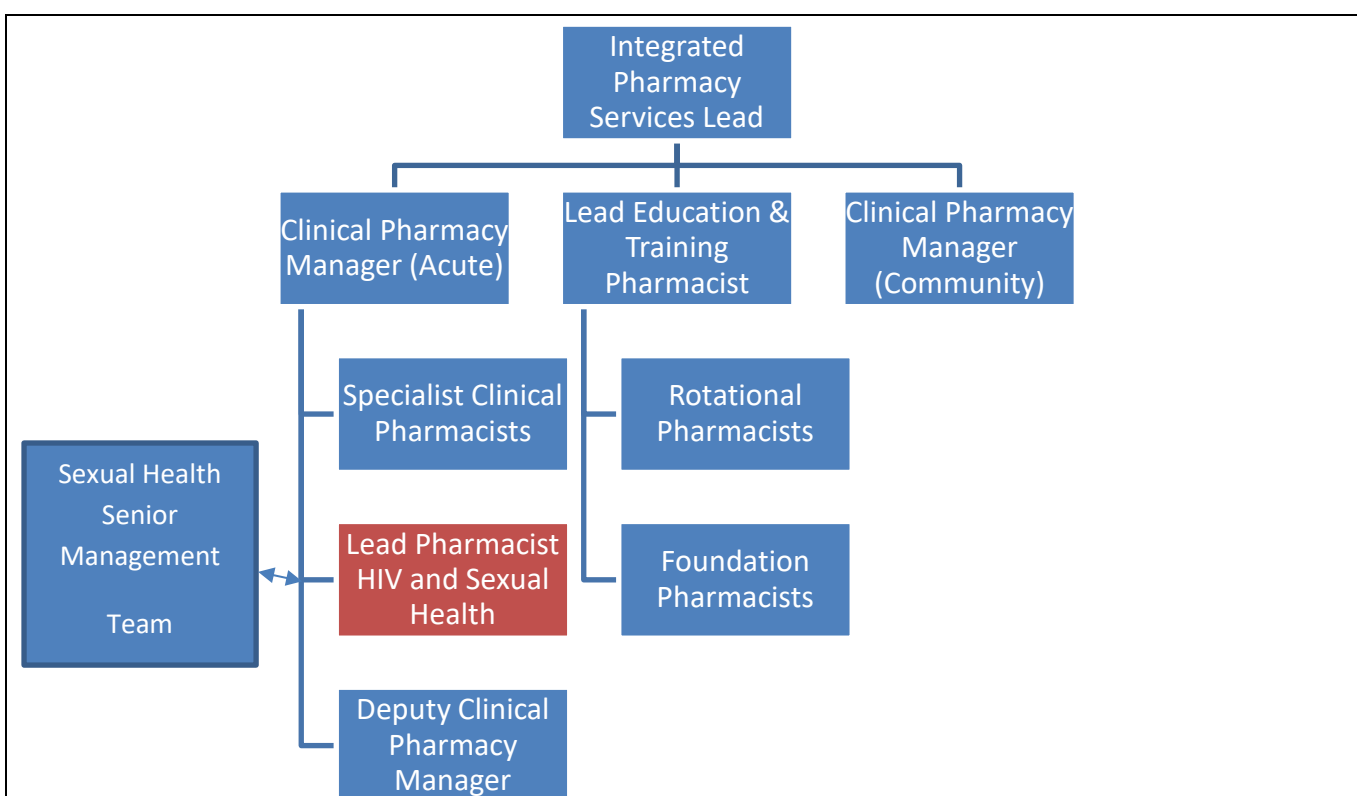 Integrated
Pharmacy
Services Lead
Clinical Pharmacy
Manager (Acute)
Lead Education &
Training
Pharmacist
Clinical Pharmacy
Manager
(Community)
Specialist Clinical
Pharmacists
Rotational
Pharmacists
Sexual Health
Senior
Management
Team
Lead Pharmacist
HIV and Sexual
Health
Foundation
Pharmacists
Deputy Clinical
Pharmacy
Manager